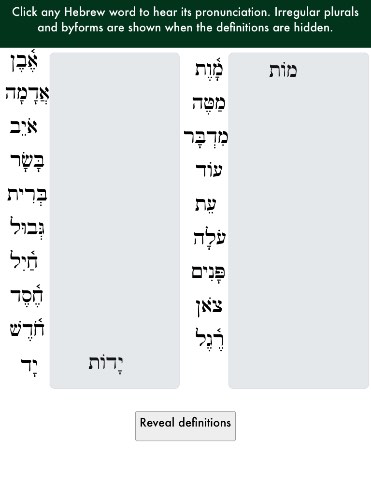 Click any Hebrew word to hear its pronunciation. Irregular plurals
and byforms are shown when the definitions are hidden.
אֶ֫בֶן
אֲדָמָה
אֹיֵב
בָּשָׂר
בְּרִית
גְּבוּל
חַ֫יִל
חֶ֫סֶד
חֹ֫דֶשׁ
יָד יָדוֹת
מָ֫וֶת מוֹת
מַטֶּה
מִדְבָּר
עוֹד
עֵת
עֹלָה
פָּנִים
צֹאן
רֶ֫גֶל
Reveal definitions